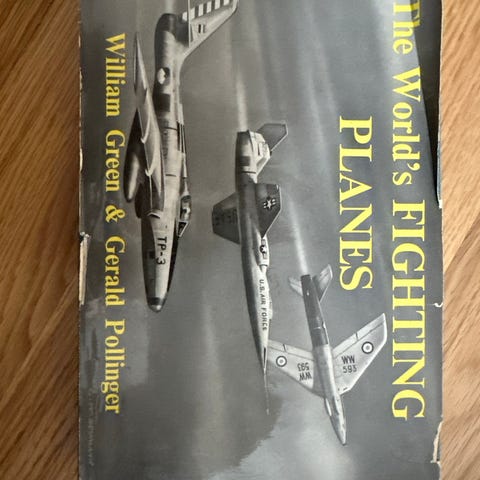 The World's FIGHTING
PLANES
WW
593
WW
593
U.S. AIR FORCE
TP-3
William Green & Gerald Pollinger